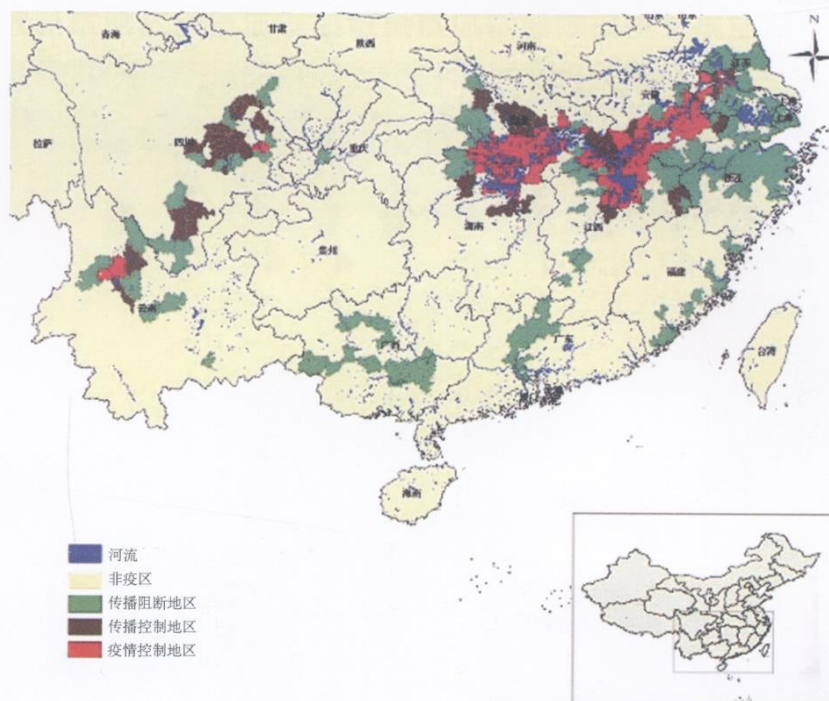 青海
甘肃
陕西
河南
N
江苏
安徽
上海
拉萨
四川
重庆
浙江
湖南
江西
贵州
福建
云南
广西
广东
台湾
海南
河流
非疫区
传播阻断地区
传播控制地区
疫情控制地区